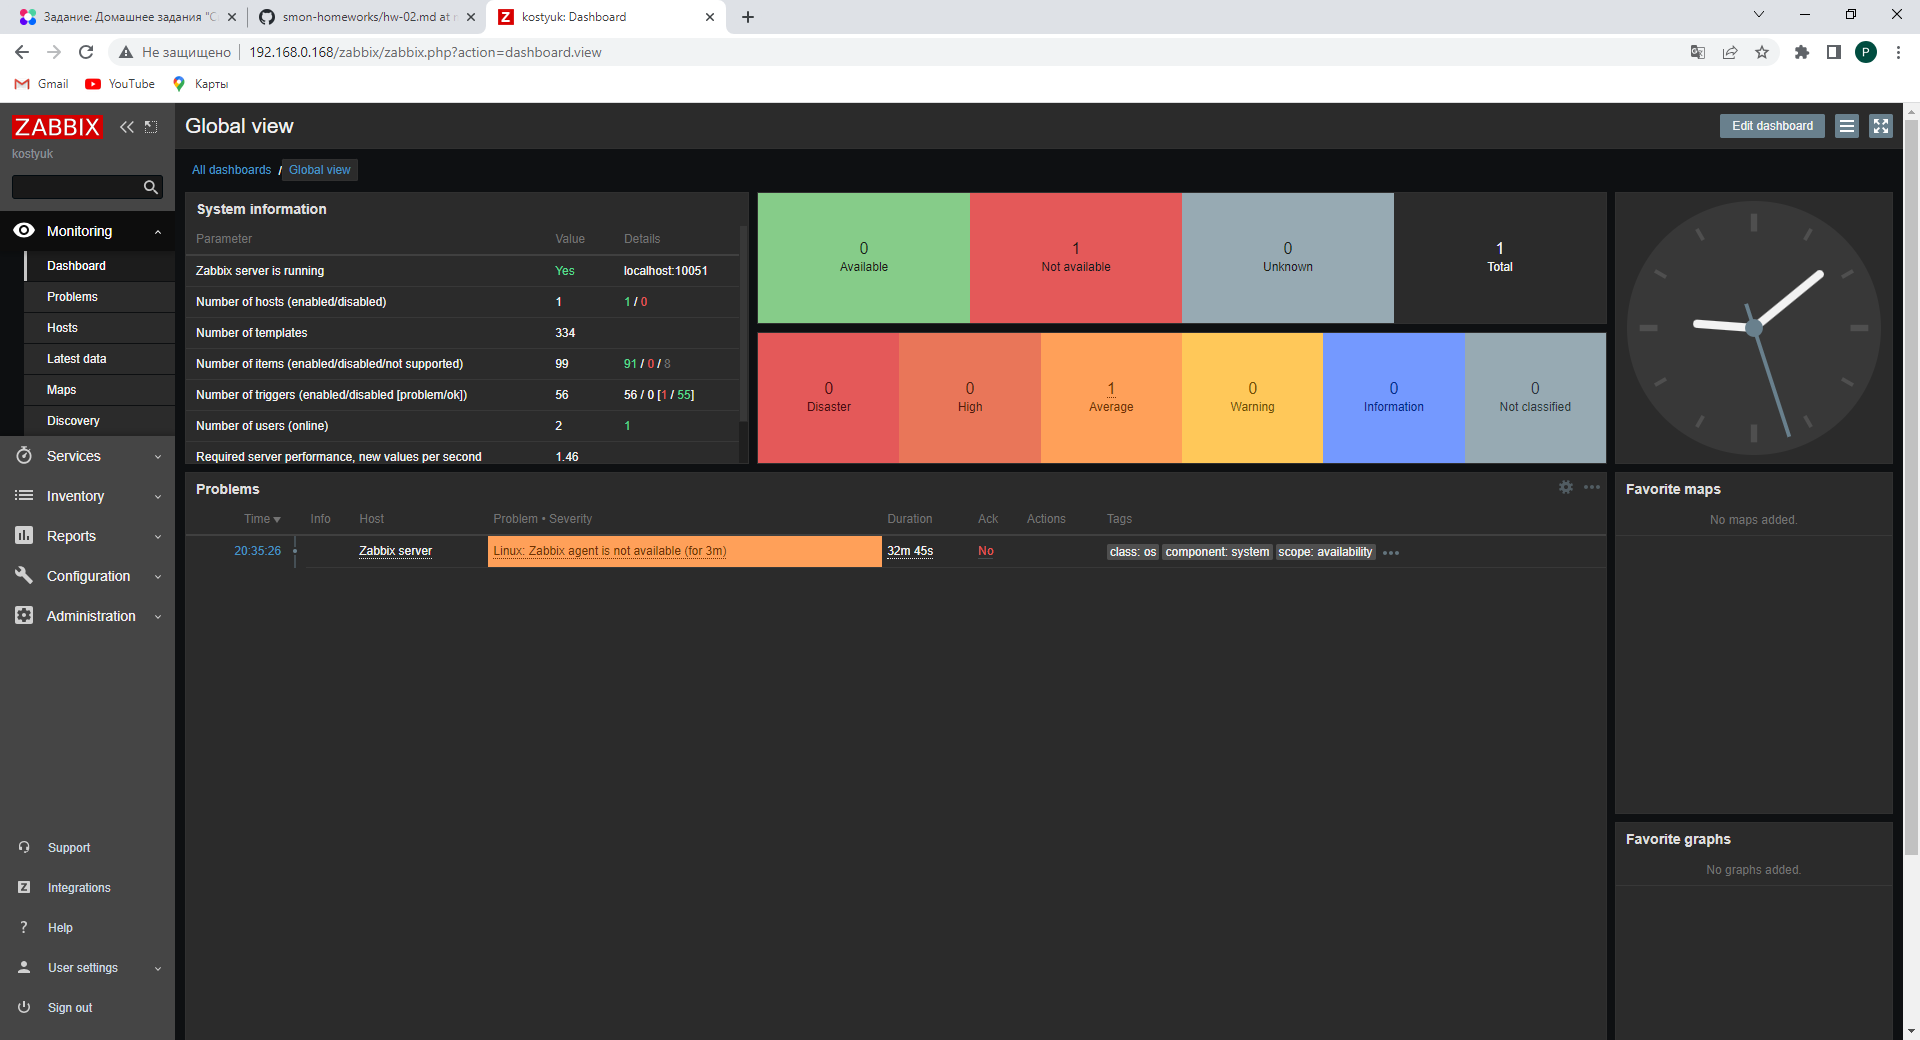 Задание: Домашнее задания "С
smon-homeworks/hw-02.md at
kostyuk: Dashboard
Не защищено
192.168.0.168/zabbix/zabbix.php?action=dashboard.view
P
Gmail
YouTube
Карты
ZABBIX
kostyuk
Monitoring
Dashboard
Problems
Hosts
Latest data
Maps
Discovery
Services
Inventory
Reports
Configuration
Administration
Support
Integrations
Help
User settings
Sign out
Global view
Edit dashboard
All dashboards / Global view
System information
Parameter Value Details
Zabbix server is running Yes localhost:10051
Number of hosts (enabled/disabled) 1 1 / 0
Number of templates 334
Number of items (enabled/disabled/not supported) 99 91 / 0 / 8
Number of triggers (enabled/disabled [problem/ok]) 56 56 / 0 [1 / 55]
Number of users (online) 2 1
Required server performance, new values per second 1.46
0
Available
1
Not available
0
Unknown
1
Total
0
Disaster
0
High
1
Average
0
Warning
0
Information
0
Not classified
Problems
Time Info Host Problem • Severity Duration Ack Actions Tags
20:35:26 Zabbix server Linux: Zabbix agent is not available (for 3m) 32m 45s No class: os component: system scope: availability
Favorite maps
No maps added.
Favorite graphs
No graphs added.